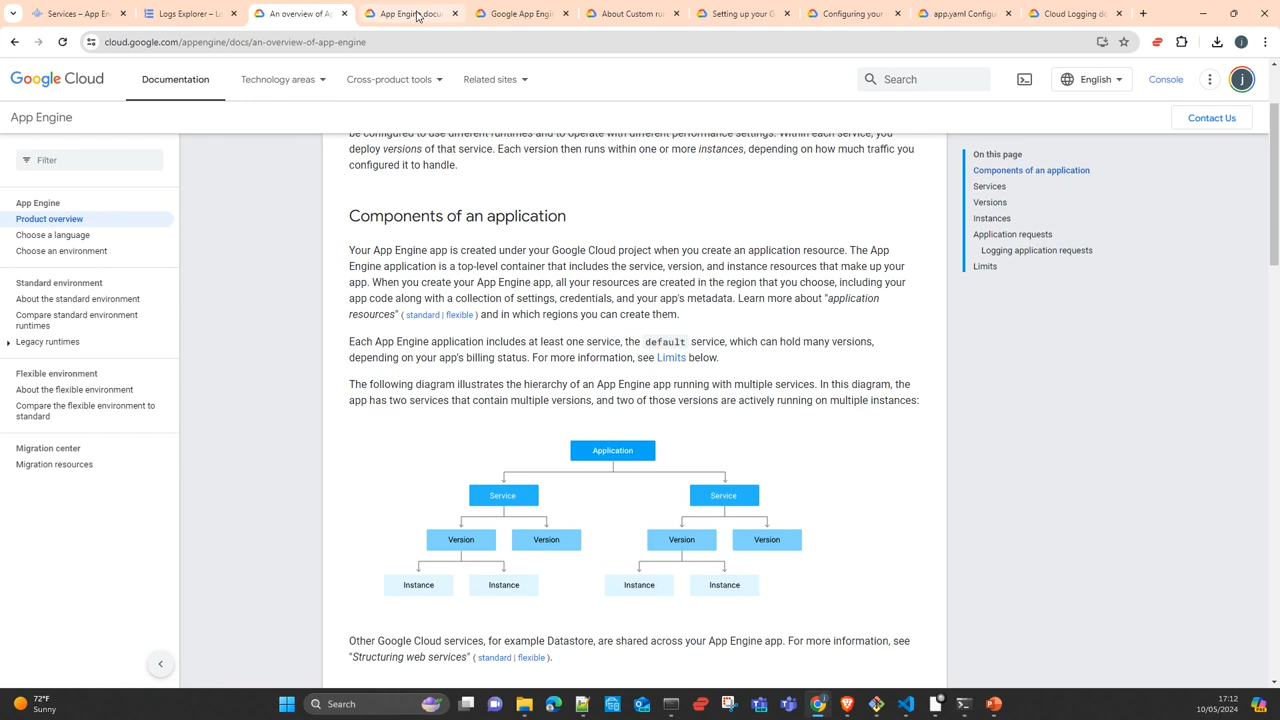 Services – App Eng
Logs Explorer – Lo
An overview of Ap
App Engine docu
Google App Engin
About Custom run
Setting up your G
Configuring your
app.yaml Configu
Cloud Logging do
cloud.google.com/appengine/docs/an-overview-of-app-engine
j
Google Cloud
Documentation
Technology areas
Cross-product tools
Related sites
Search
English
Console
j
App Engine
Contact Us
Filter
App Engine
Product overview
Choose a language
Choose an environment
Standard environment
About the standard environment
Compare standard environment
runtimes
Legacy runtimes
Flexible environment
About the flexible environment
Compare the flexible environment to
standard
Migration center
Migration resources
be configured to use different runtimes and to operate with different performance settings. Within each service, you
deploy versions of that service. Each version then runs within one or more instances, depending on how much traffic you
configured it to handle.
Components of an application
Your App Engine app is created under your Google Cloud project when you create an application resource. The App
Engine application is a top-level container that includes the service, version, and instance resources that make up your
app. When you create your App Engine app, all your resources are created in the region that you choose, including your
app code along with a collection of settings, credentials, and your app's metadata. Learn more about "application
resources" ( standard | flexible ) and in which regions you can create them.
Each App Engine application includes at least one service, the default service, which can hold many versions,
depending on your app's billing status. For more information, see Limits below.
The following diagram illustrates the hierarchy of an App Engine app running with multiple services. In this diagram, the
app has two services that contain multiple versions, and two of those versions are actively running on multiple instances:
Application
Service
Service
Version
Version
Version
Version
Instance
Instance
Instance
Instance
Other Google Cloud services, for example Datastore, are shared across your App Engine app. For more information, see
"Structuring web services" ( standard | flexible ).
On this page
Components of an application
Services
Versions
Instances
Application requests
Logging application requests
Limits
72°F
Sunny
Search
17:12
10/05/2024